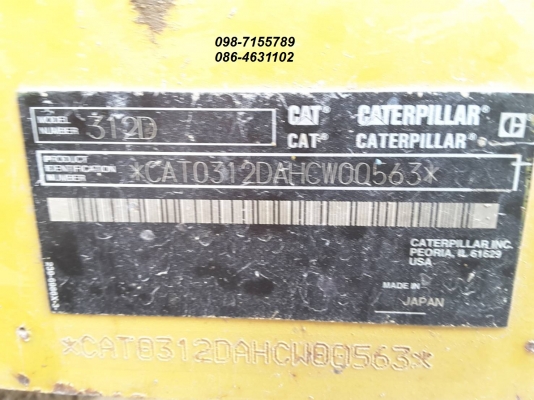 098-7155789
086-4631102
MODEL NUMBER 312D
CAT® CATERPILLAR®
CAT® CATERPILLAR®
PRODUCT IDENTIFICATION NUMBER *CAT0312DAHCW00563*
CATERPILLAR INC.
PEORIA, IL 61629
USA
MADE IN
JAPAN
*CAT0312DAHCW00563*